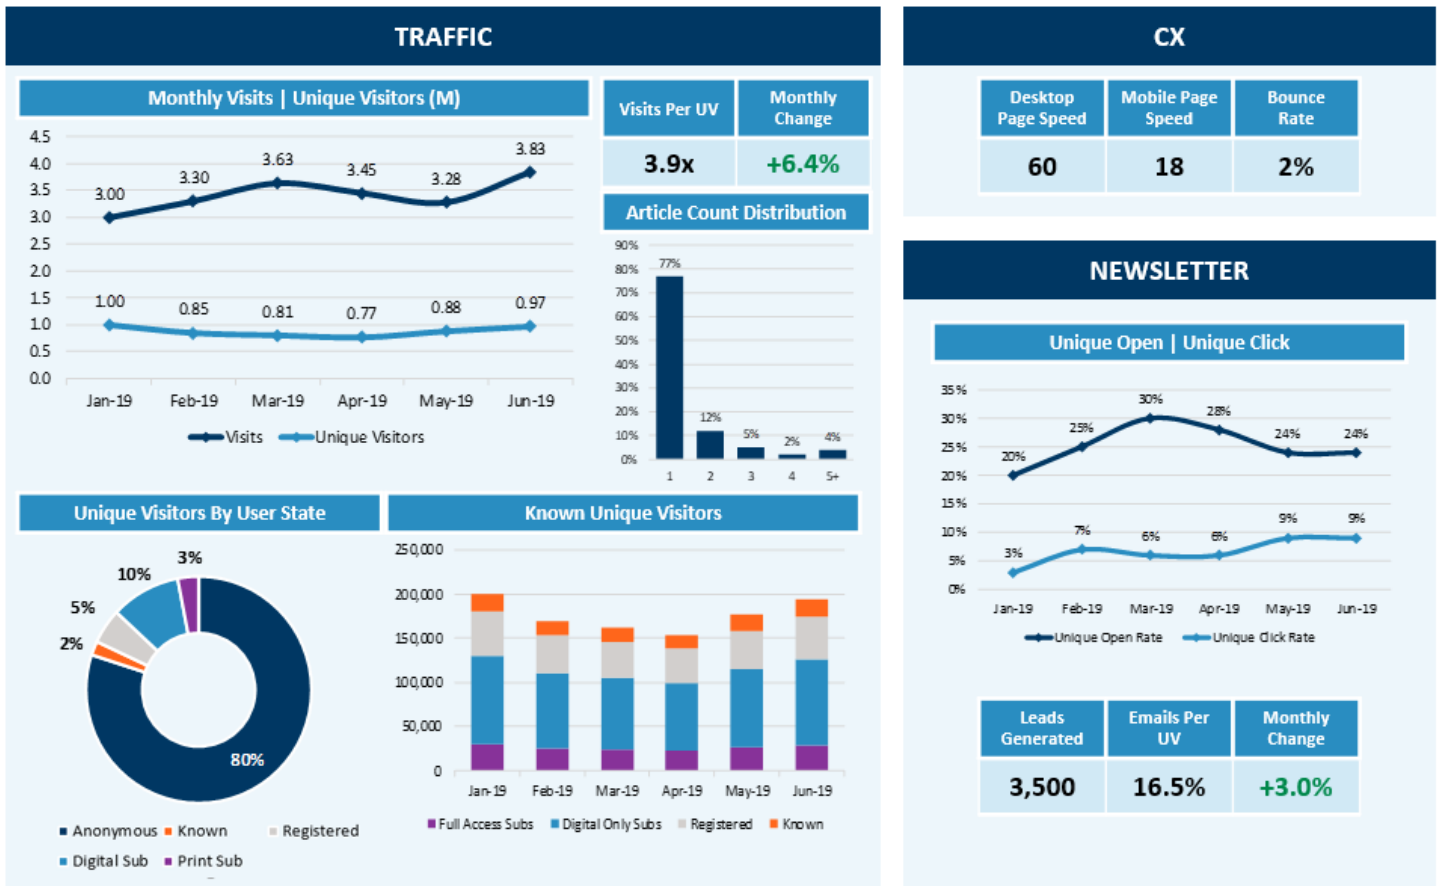 TRAFFIC
Monthly Visits | Unique Visitors (M)
4.5
4.0
3.5
3.0
2.5
2.0
1.5
1.0
0.5
0.0
3.00
3.30
3.63
3.45
3.28
3.83
1.00
0.85
0.81
0.77
0.88
0.97
Jan-19 Feb-19 Mar-19 Apr-19 May-19 Jun-19
Visits Unique Visitors
Visits Per UV
Monthly
Change
3.9x +6.4%
Article Count Distribution
90%
80%
70%
60%
50%
40%
30%
20%
10%
0%
77%
12%
5%
2%
4%
1 2 3 4 5+
Unique Visitors By User State
3%
10%
5%
2%
80%
Anonymous Known Registered
Digital Sub Print Sub
Known Unique Visitors
250,000
200,000
150,000
100,000
50,000
0
Jan-19 Feb-19 Mar-19 Apr-19 May-19 Jun-19
Full Access Subs Digital Only Subs Registered Known
CX
Desktop
Page Speed
Mobile Page
Speed
Bounce
Rate
60 18 2%
NEWSLETTER
Unique Open | Unique Click
35%
30%
25%
20%
15%
10%
5%
0%
20%
25%
30%
28%
24%
24%
3%
7%
6%
6%
9%
9%
Jan-19 Feb-19 Mar-19 Apr-19 May-19 Jun-19
Unique Open Rate Unique Click Rate
Leads
Generated
Emails Per
UV
Monthly
Change
3,500 16.5% +3.0%